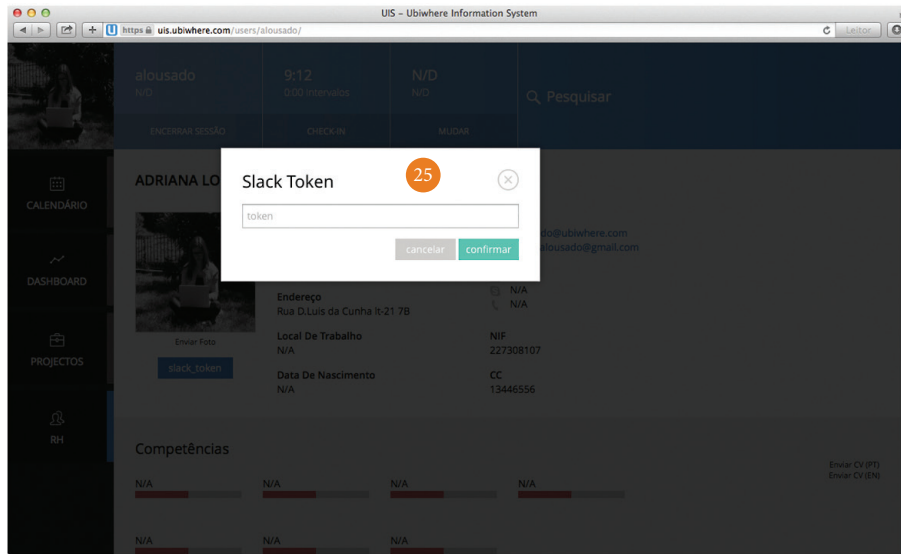 UIS – Ubiwhere Information System
https uis.ubiwhere.com/users/alousado/
Leitor
alousado
N/D
9:12
0:00 Intervalos
N/D
N/D
Pesquisar
ENCERRAR SESSÃO
CHECK-IN
MUDAR
CALENDÁRIO
DASHBOARD
PROJECTOS
RH
ADRIANA LO
Slack Token
25
token
cancelar
confirmar
do@ubiwhere.com
alousado@gmail.com
N/A
N/A
Endereço
Rua D.Luis da Cunha lt-21 7B
Local De Trabalho
N/A
NIF
227308107
Data De Nascimento
N/A
CC
13446556
Enviar Foto
slack_token
Competências
Enviar CV (PT)
Enviar CV (EN)
N/A
N/A
N/A
N/A
N/A
N/A
N/A